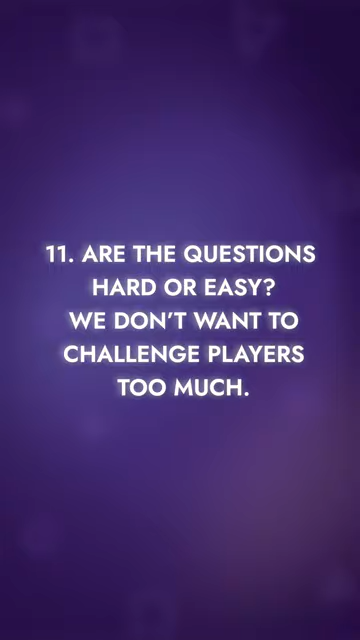 11. ARE THE QUESTIONS
HARD OR EASY?
WE DON'T WANT TO
CHALLENGE PLAYERS
TOO MUCH.